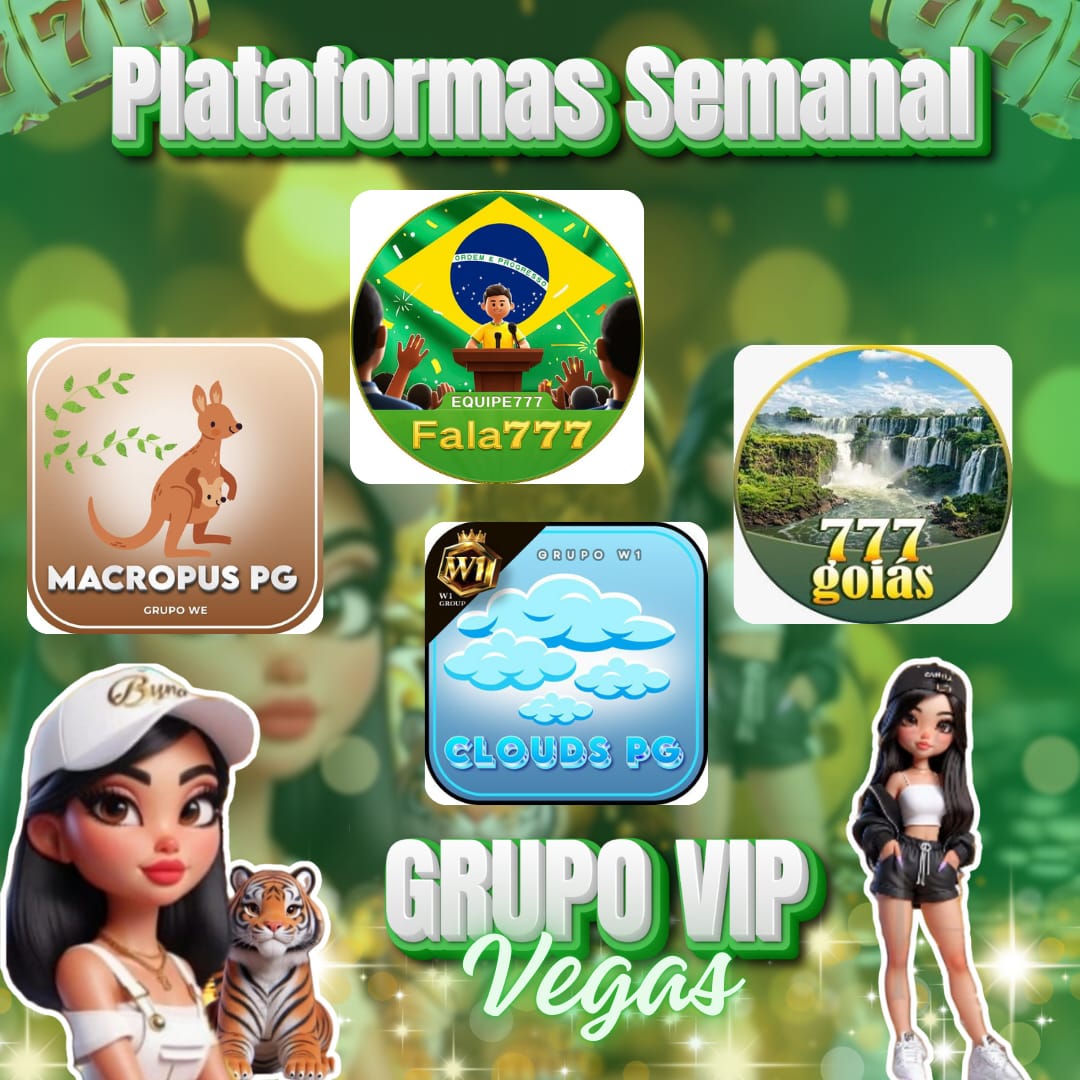 Plataformas Semanal
ORDEM E PROGRESSO
EQUIPE777
Fala777
MACROPUS PG
GRUPO WE
777
goiás
W1
W1
GROUP
GRUPO W1
CLOUDS PG
GRUPO VIP
Vegas